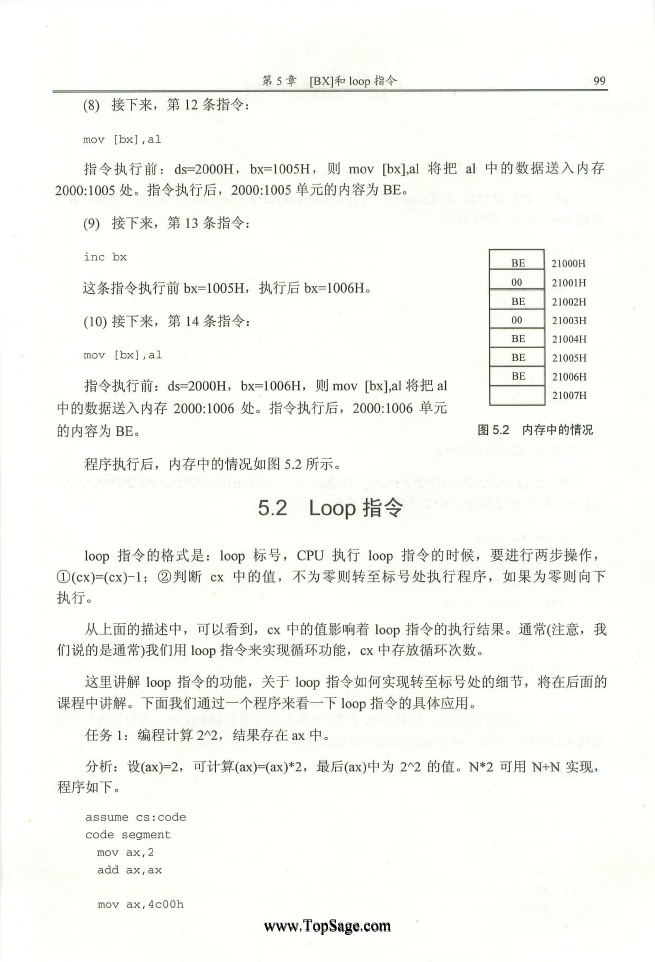 第 5 章 [BX]和 loop 指令 99
(8) 接下来，第 12 条指令：
mov [bx],al
指令执行前：ds=2000H，bx=1005H，则 mov [bx],al 将把 al 中的数据送入内存
2000:1005 处。指令执行后，2000:1005 单元的内容为 BE。
(9) 接下来，第 13 条指令：
inc bx
这条指令执行前 bx=1005H，执行后 bx=1006H。
(10) 接下来，第 14 条指令：
mov [bx],al
指令执行前：ds=2000H，bx=1006H，则 mov [bx],al 将把 al
中的数据送入内存 2000:1006 处。指令执行后，2000:1006 单元
的内容为 BE。
BE 21000H
00 21001H
BE 21002H
00 21003H
BE 21004H
BE 21005H
BE 21006H
21007H
图 5.2 内存中的情况
程序执行后，内存中的情况如图 5.2 所示。
5.2 Loop 指令
loop 指令的格式是：loop 标号，CPU 执行 loop 指令的时候，要进行两步操作，
①(cx)=(cx)-1；②判断 cx 中的值，不为零则转至标号处执行程序，如果为零则向下
执行。
从上面的描述中，可以看到，cx 中的值影响着 loop 指令的执行结果。通常(注意，我
们说的是通常)我们用 loop 指令来实现循环功能，cx 中存放循环次数。
这里讲解 loop 指令的功能，关于 loop 指令如何实现转至标号处的细节，将在后面的
课程中讲解。下面我们通过一个程序来看一下 loop 指令的具体应用。
任务 1：编程计算 2^2，结果存在 ax 中。
分析：设(ax)=2，可计算(ax)=(ax)*2，最后(ax)中为 2^2 的值。N*2 可用 N+N 实现，
程序如下。
assume cs:code
code segment
mov ax,2
add ax,ax
mov ax,4c00h
www.TopSage.com